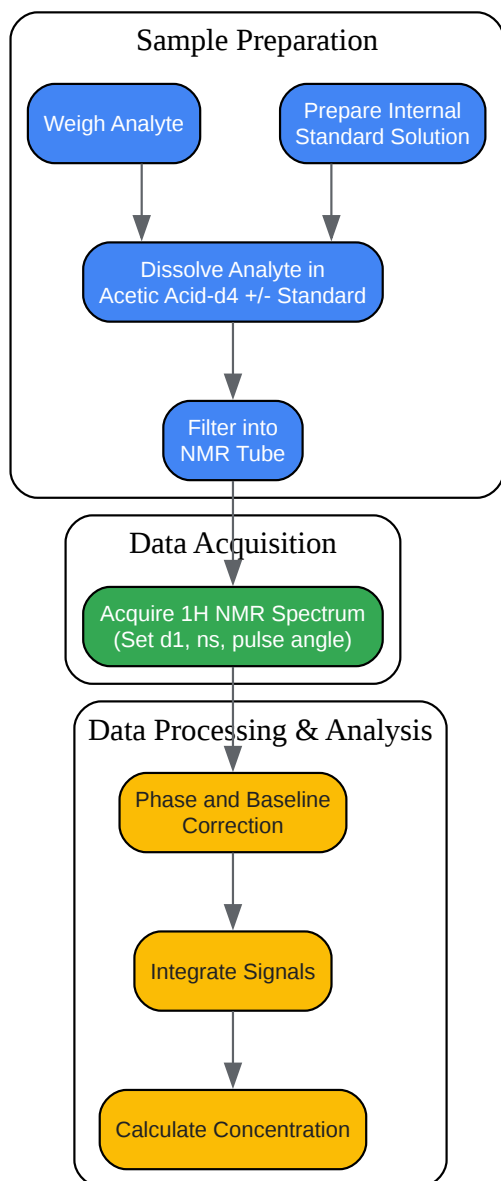 Sample Preparation
Weigh Analyte
Prepare Internal
Standard Solution
Dissolve Analyte in
Acetic Acid-d4 +/- Standard
Filter into
NMR Tube
Data Acquisition
Acquire 1H NMR Spectrum
(Set d1, ns, pulse angle)
Data Processing & Analysis
Phase and Baseline
Correction
Integrate Signals
Calculate Concentration